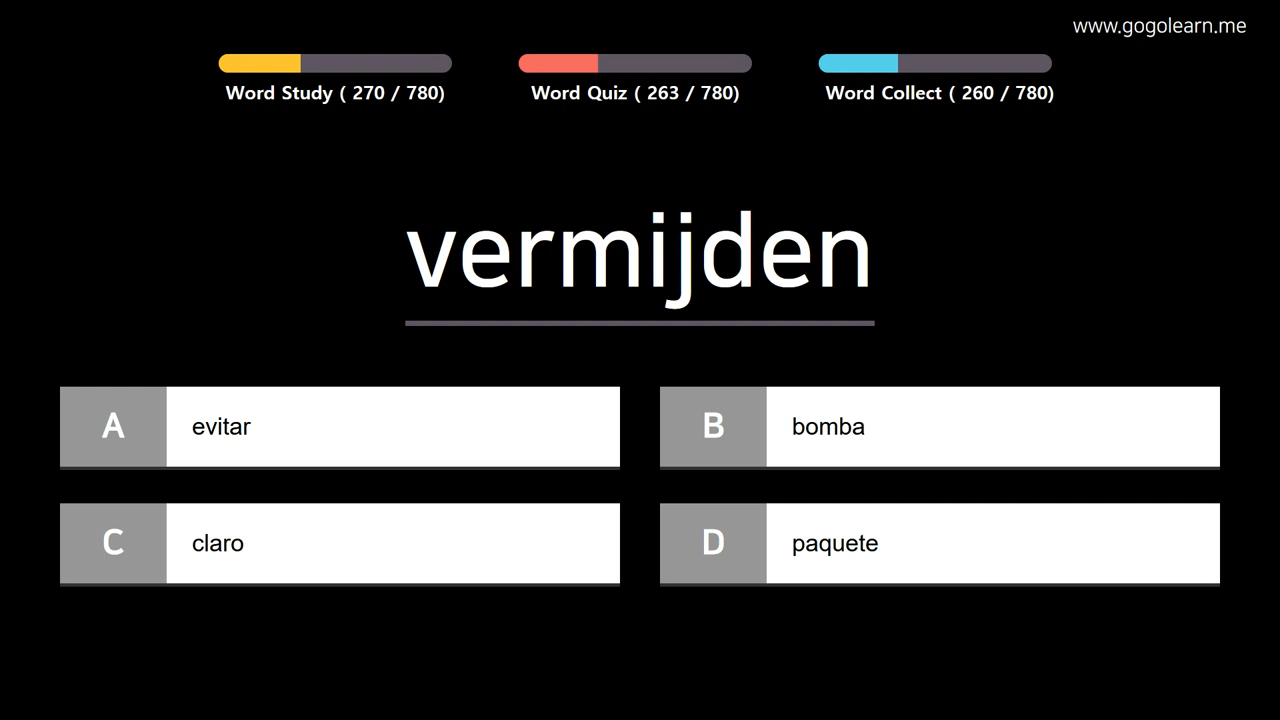 www.gogolearn.me
Word Study ( 270 / 780)
Word Quiz ( 263 / 780)
Word Collect ( 260 / 780)
vermijden
A evitar
B bomba
C claro
D paquete